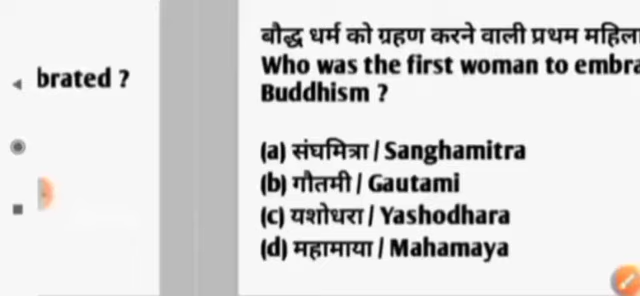 brated ?
बौद्ध धर्म को ग्रहण करने वाली प्रथम महिला
Who was the first woman to embra
Buddhism ?
(a) संघमित्रा / Sanghamitra
(b) गौतमी / Gautami
(c) यशोधरा / Yashodhara
(d) महामाया / Mahamaya